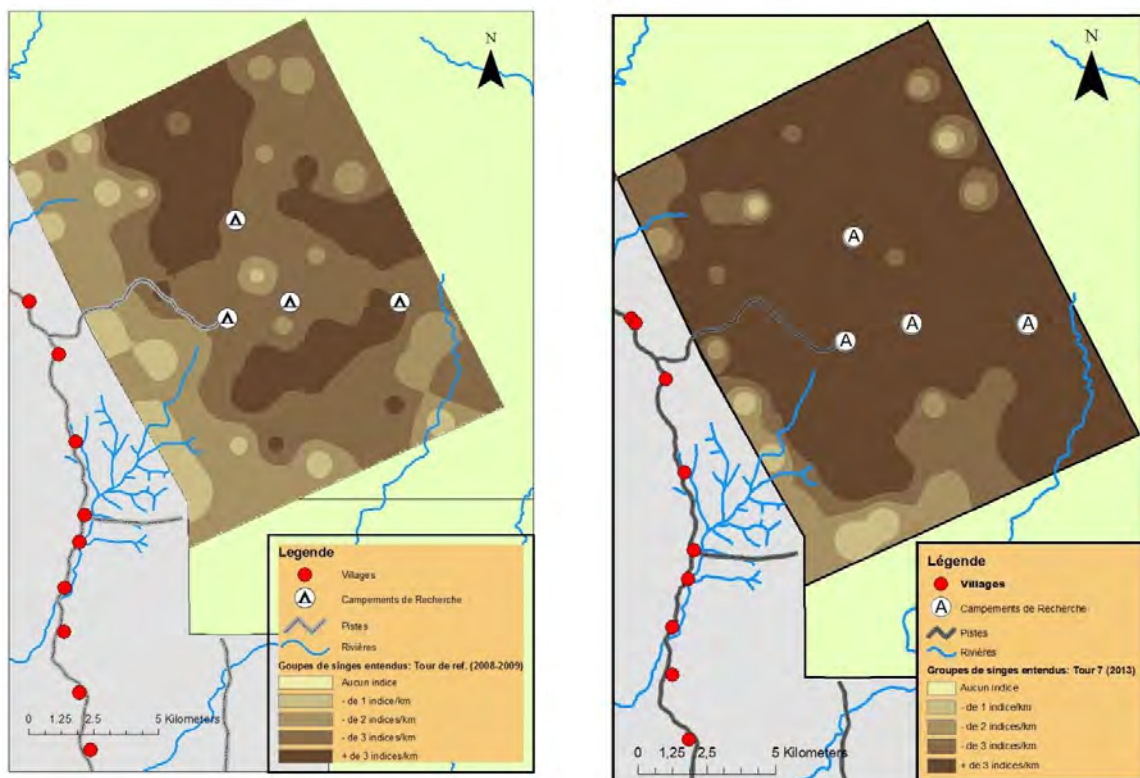 N
Legende
Villages
Campements de Recherche
Pistes
Rivières
Goupes de singes entendus: Tour de ref. (2008-2009)
Aucun indice
- de 1 indice/km
- de 2 indices/km
- de 3 indices/km
+ de 3 indices/km
0 1,25 2,5 5 Kilometers
N
A
A
A
A
Légende
Villages
A Campements de Recherche
Pistes
Rivières
Groupes de singes entendus: Tour 7 (2013)
Aucun indice
- de 1 indice/km
- de 2 indices/km
- de 3 indices/km
+ de 3 indices/km
0 1,25 2,5 5 Kilometers